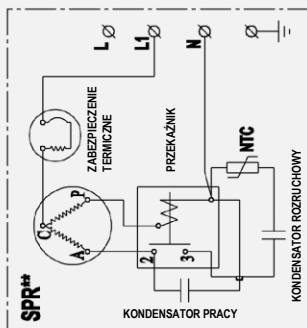 L
L1
N
ZABEZPIECZENIE
TERMICZNE
PRZEKAŹNIK
NTC
KONDENSATOR ROZRUCHOWY
C
P
A
2
3
SPR**
KONDENSATOR PRACY